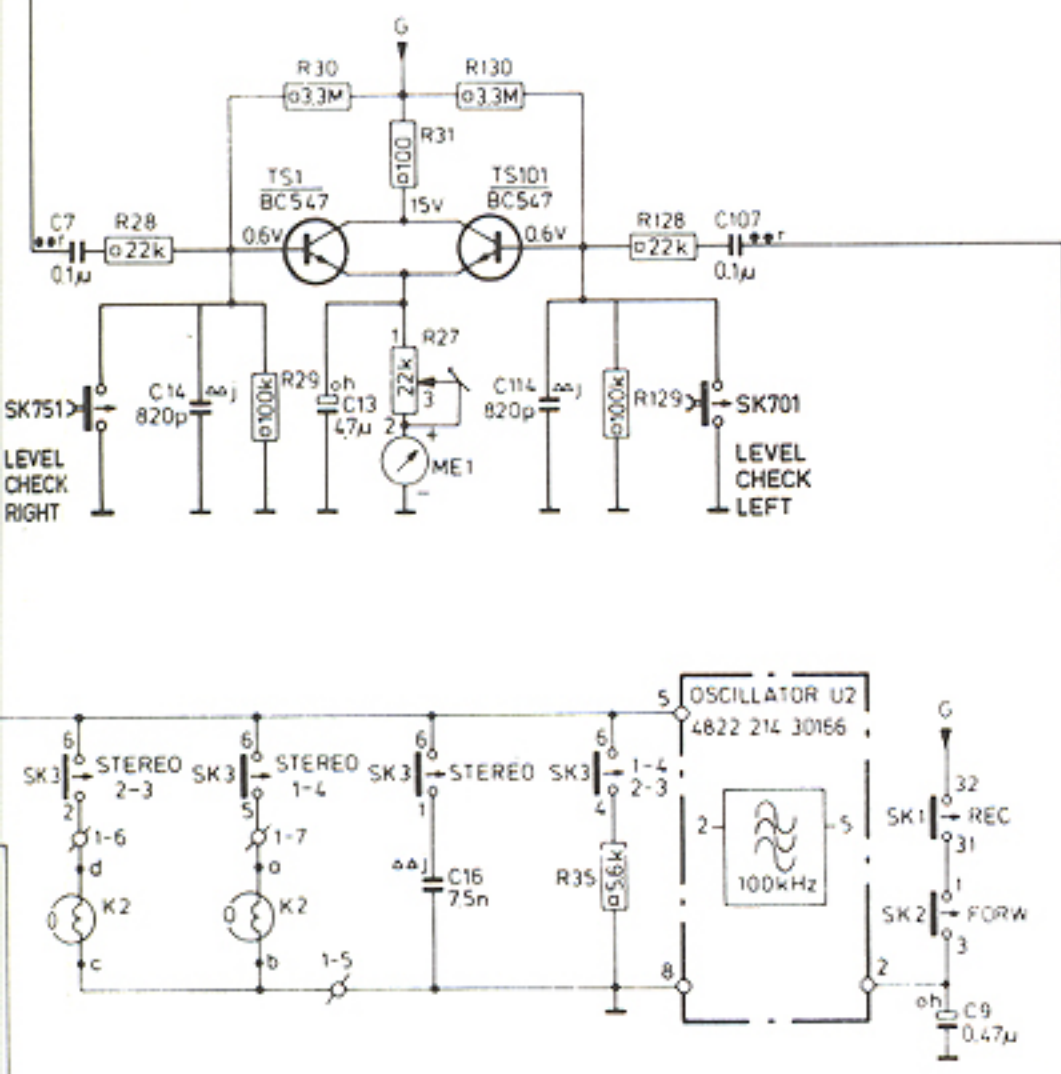 G
R30
R130
3.3M
3.3M
R31
100
TS1
BC547
TS101
BC547
15V
C7
r
0.1µ
R28
22k
0.6V
0.6V
R128
22k
C107
r
0.1µ
SK751
LEVEL
CHECK
RIGHT
C14
820p
j
R29
100k
h
C13
47µ
1
R27
22k
3
2
+
ME1
-
C114
820p
j
R129
100k
SK701
LEVEL
CHECK
LEFT
6
SK3
STEREO
2-3
2
1-6
d
K2
c
6
SK3
STEREO
1-4
5
1-7
a
K2
b
1-5
6
SK3
STEREO
1
j
C16
7.5n
6
SK3
1-4
2-3
4
R35
5.6k
5
OSCILLATOR U2
4822 214 30166
2
5
100kHz
8
2
G
32
SK1
REC
31
1
SK2
FORW
3
h
C9
0.47µ